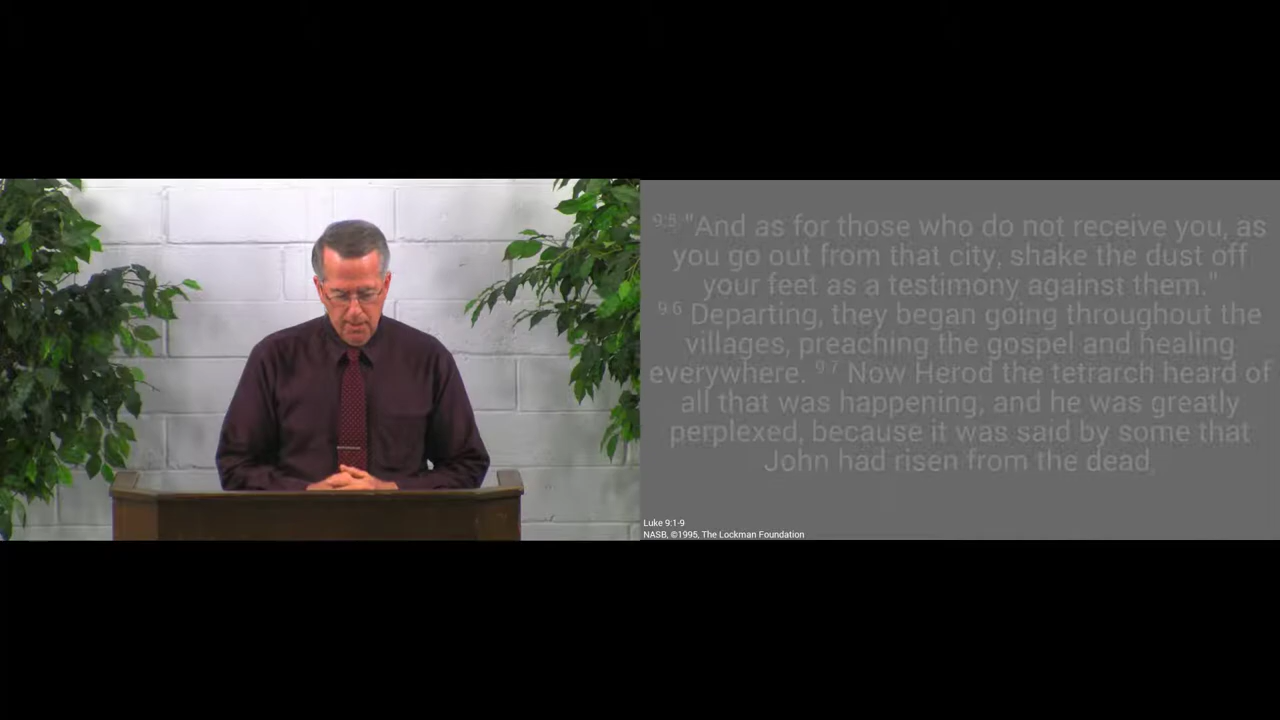 9:5 "And as for those who do not receive you, as
you go out from that city, shake the dust off
your feet as a testimony against them."
9:6 Departing, they began going throughout the
villages, preaching the gospel and healing
everywhere. 9:7 Now Herod the tetrarch heard of
all that was happening; and he was greatly
perplexed, because it was said by some that
John had risen from the dead,
Luke 9:1-9
NASB, ©1995, The Lockman Foundation